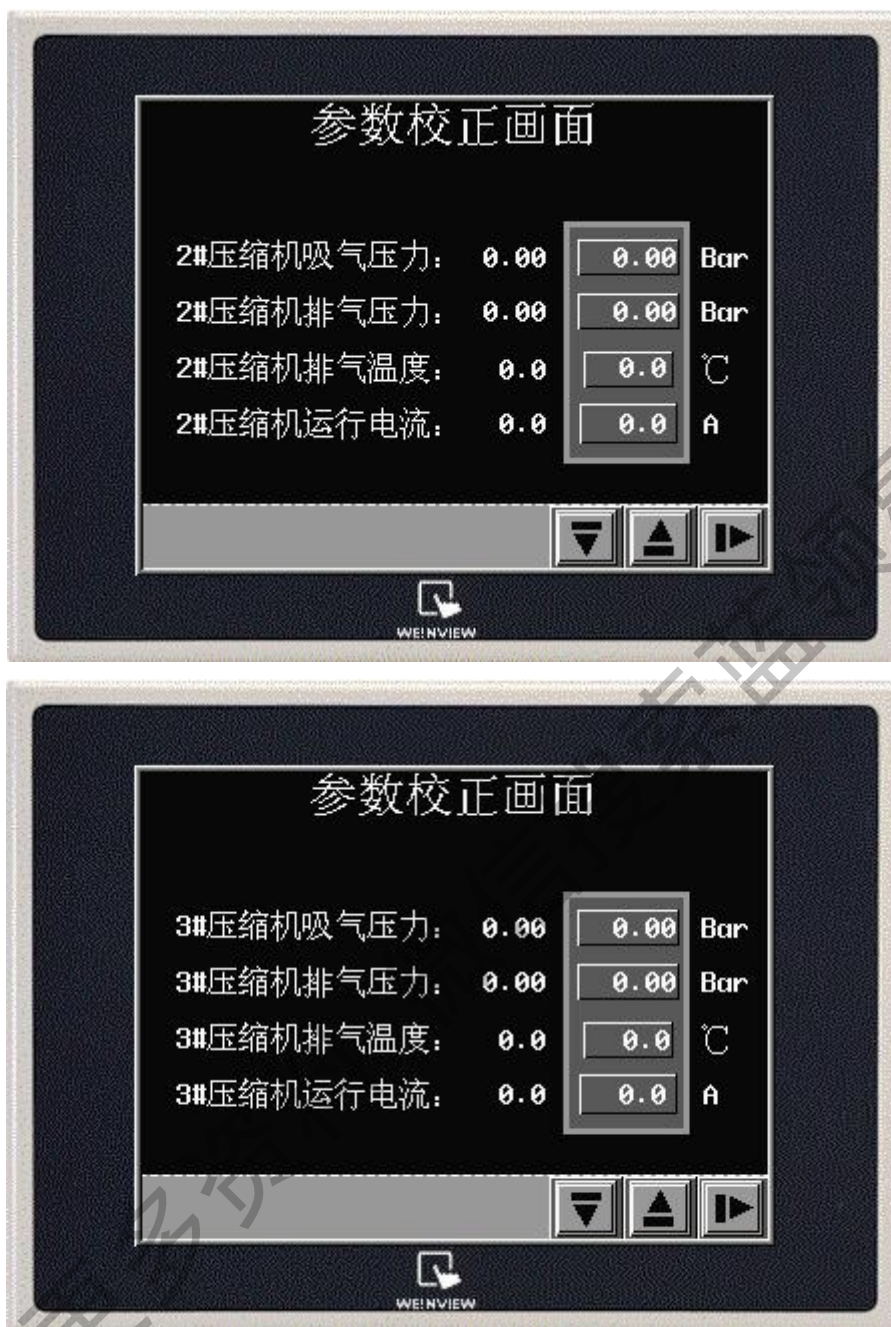 参数校正画面
2#压缩机吸气压力: 0.00 0.00 Bar
2#压缩机排气压力: 0.00 0.00 Bar
2#压缩机排气温度: 0.0 0.0 ℃
2#压缩机运行电流: 0.0 0.0 A
WEINVIEW
参数校正画面
3#压缩机吸气压力: 0.00 0.00 Bar
3#压缩机排气压力: 0.00 0.00 Bar
3#压缩机排气温度: 0.0 0.0 ℃
3#压缩机运行电流: 0.0 0.0 A
WEINVIEW